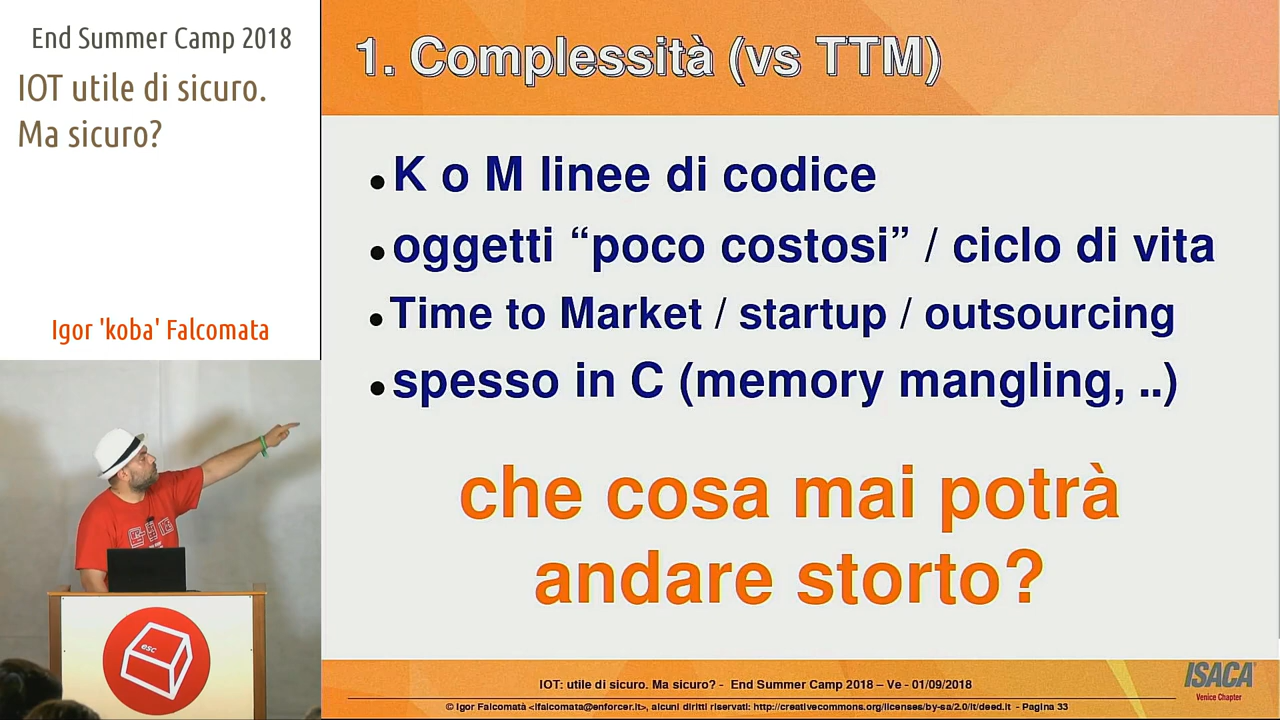 End Summer Camp 2018
IOT utile di sicuro.
Ma sicuro?
Igor 'koba' Falcomata
esc
1. Complessità (vs TTM)
K o M linee di codice
oggetti “poco costosi” / ciclo di vita
Time to Market / startup / outsourcing
spesso in C (memory mangling, ..)
che cosa mai potrà
andare storto?
IOT: utile di sicuro. Ma sicuro? - End Summer Camp 2018 – Ve - 01/09/2018
© Igor Falcomatà <ifalcomata@enforcer.it>, alcuni diritti riservati: http://creativecommons.org/licenses/by-sa/2.0/it/deed.it - Pagina 33
ISACA
Venice Chapter